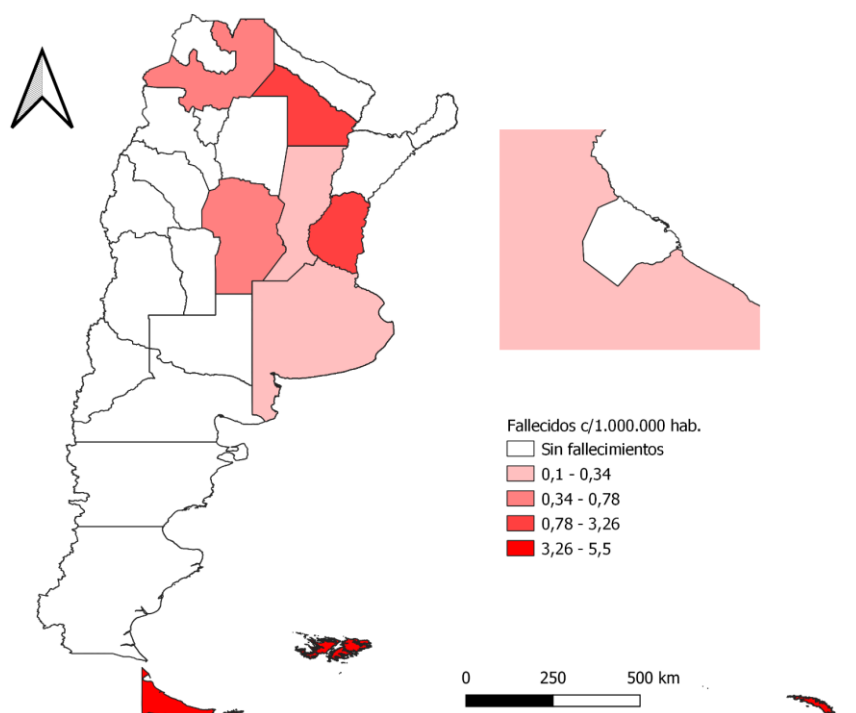 Fallecidos c/1.000.000 hab.
Sin fallecimientos
0,1 - 0,34
0,34 - 0,78
0,78 - 3,26
3,26 - 5,5
0 250 500 km